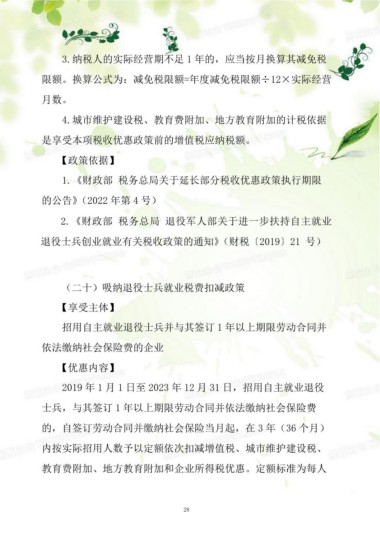 3.纳税人的实际经营期不足 1 年的，应当按月换算其减免税
限额。换算公式为：减免税限额=年度减免税限额÷12×实际经营
月数。
4.城市维护建设税、教育费附加、地方教育附加的计税依据
是享受本项税收优惠政策前的增值税应纳税额。
【政策依据】
1.《财政部 税务总局关于延长部分税收优惠政策执行期限
的公告》（2022 年第 4 号）
2.《财政部 税务总局 退役军人部关于进一步扶持自主就业
退役士兵创业就业有关税收政策的通知》（财税〔2019〕21 号）
（二十）吸纳退役士兵就业税费扣减政策
【享受主体】
招用自主就业退役士兵并与其签订 1 年以上期限劳动合同并
依法缴纳社会保险费的企业
【优惠内容】
2019 年 1 月 1 日至 2023 年 12 月 31 日，招用自主就业退役
士兵，与其签订 1 年以上期限劳动合同并依法缴纳社会保险费
的，自签订劳动合同并缴纳社会保险当月起，在 3 年（36 个月）
内按实际招用人数予以定额依次扣减增值税、城市维护建设税、
教育费附加、地方教育附加和企业所得税优惠。定额标准为每人